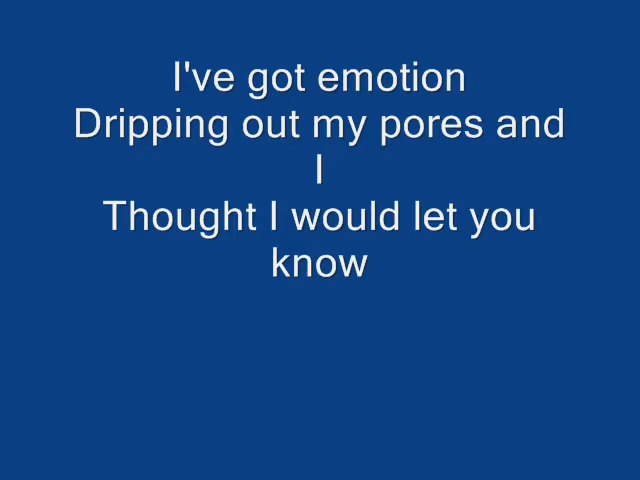 I've got emotion
Dripping out my pores and
I
Thought I would let you
know